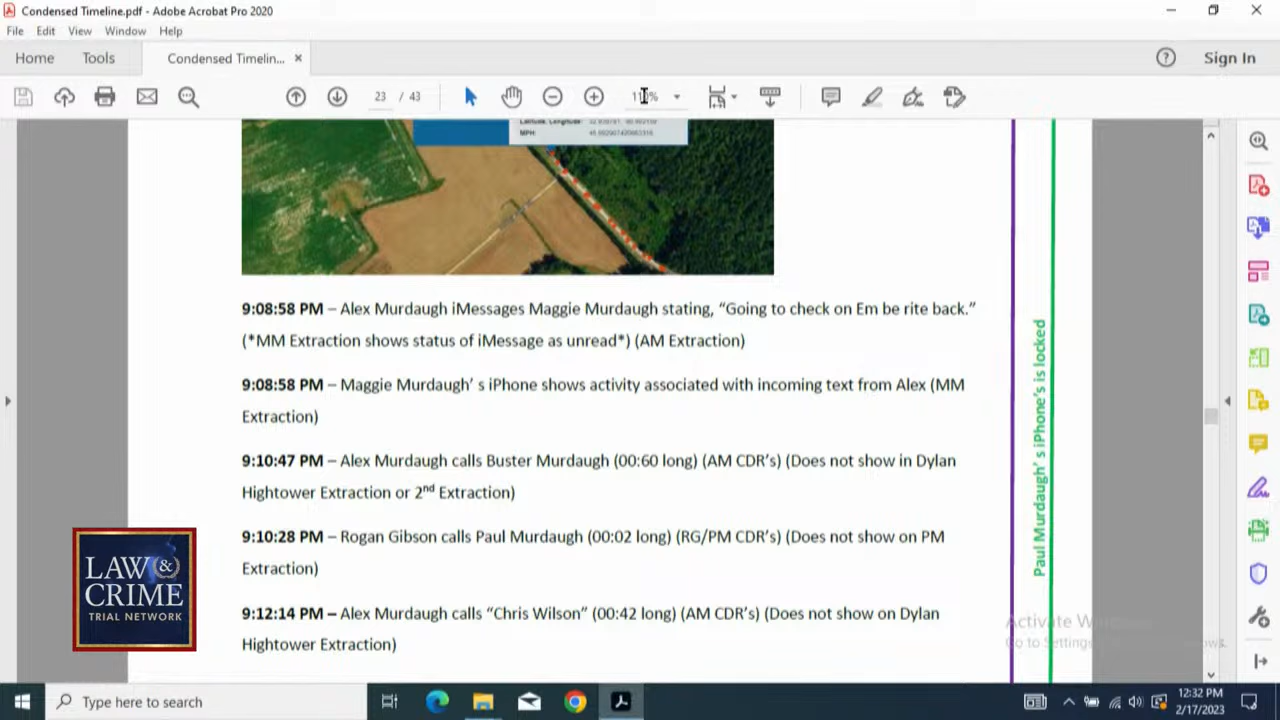 Condensed Timeline.pdf - Adobe Acrobat Pro 2020
File Edit View Window Help
Home Tools Condensed Timelin... Sign In
23 / 43
Latitude, Longitude:
MPH:
9:08:58 PM – Alex Murdaugh iMessages Maggie Murdaugh stating, “Going to check on Em be rite back.”
(*MM Extraction shows status of iMessage as unread*) (AM Extraction)
9:08:58 PM – Maggie Murdaugh’ s iPhone shows activity associated with incoming text from Alex (MM
Extraction)
9:10:47 PM – Alex Murdaugh calls Buster Murdaugh (00:60 long) (AM CDR’s) (Does not show in Dylan
Hightower Extraction or 2nd Extraction)
9:10:28 PM – Rogan Gibson calls Paul Murdaugh (00:02 long) (RG/PM CDR’s) (Does not show on PM
Extraction)
9:12:14 PM – Alex Murdaugh calls “Chris Wilson” (00:42 long) (AM CDR’s) (Does not show on Dylan
Hightower Extraction)
Paul Murdaugh’ s iPhone’s is locked
LAW &
CRIME
TRIAL NETWORK
Activate
Go to Settings
Type here to search
12:32 PM
2/17/2023